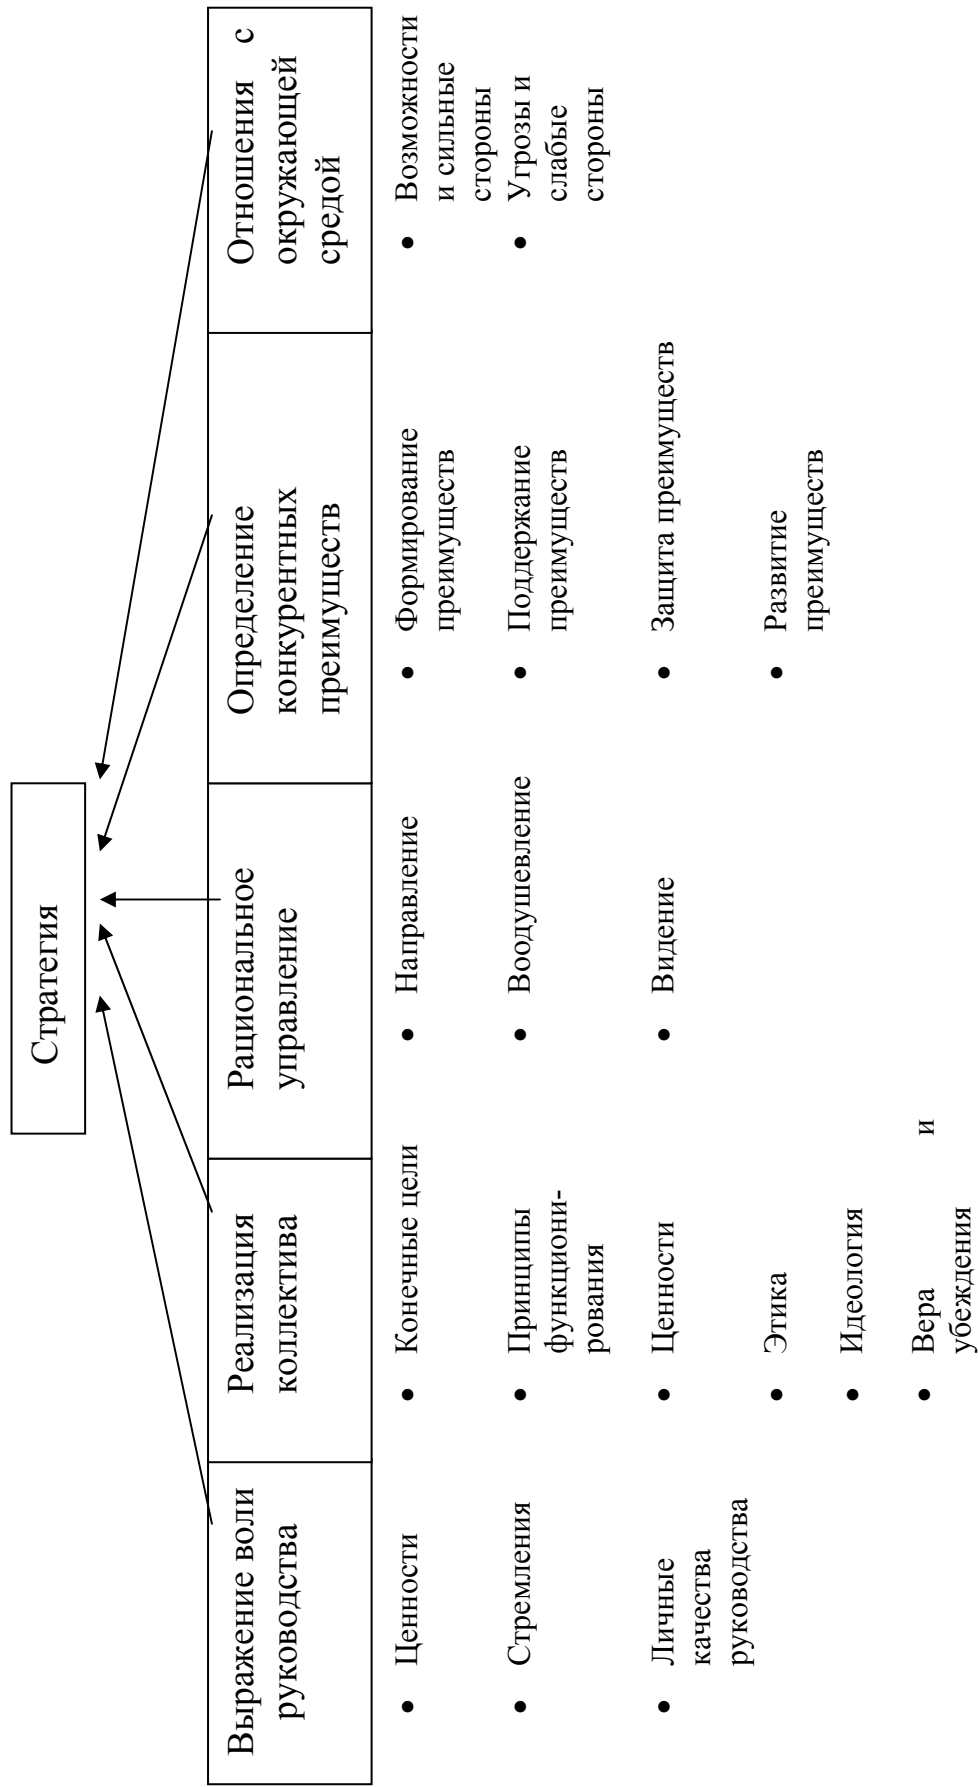 Стратегия
Выражение воли
руководства
Реализация
коллектива
Рациональное
управление
Определение
конкурентных
преимуществ
Отношения с
окружающей
средой
• Ценности
• Стремления
• Личные
качества
руководства
• Конечные цели
• Принципы
функциони-
рования
• Ценности
• Этика
• Идеология
• Вера и
убеждения
• Направление
• Воодушевление
• Видение
• Формирование
преимуществ
• Поддержание
преимуществ
• Защита преимуществ
• Развитие
преимуществ
• Возможности
и сильные
стороны
• Угрозы и
слабые
стороны